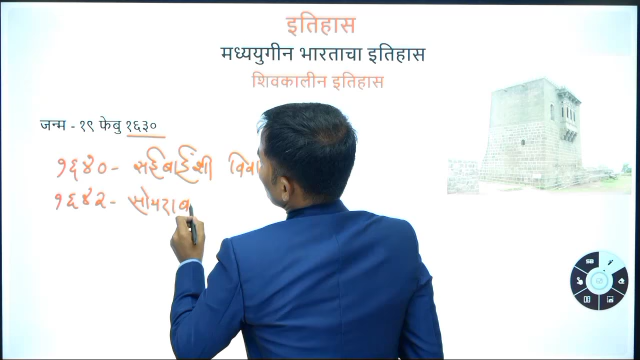 इतिहास
मध्ययुगीन भारताचा इतिहास
शिवकालीन इतिहास
जन्म - १९ फेब्रु १६३०
१६४०- सईबाईंशी विवा
१६४२- सोयराब